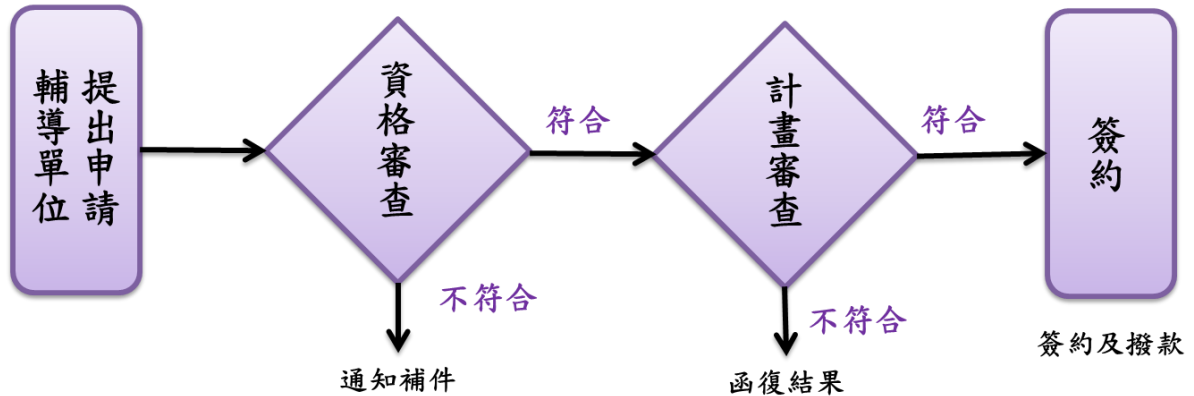 輔導單位
提出申請
資格審查
符合
不符合
通知補件
計畫審查
符合
不符合
函復結果
簽約
簽約及撥款